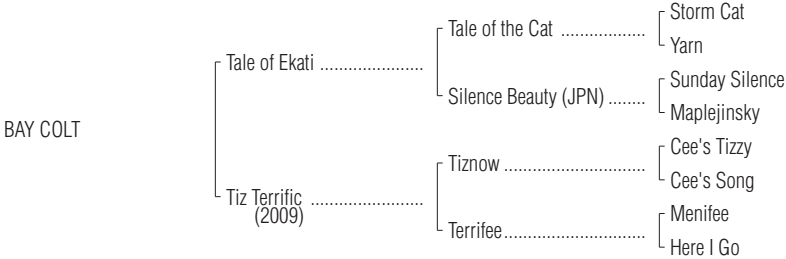 Storm Cat
Tale of the Cat ..................
Yarn
Tale of Ekati ......................
Sunday Silence
Silence Beauty (JPN) ........
Maplejinsky
BAY COLT
Cee's Tizzy
Tiznow ..............................
Cee's Song
Tiz Terrific ........................
(2009)
Menifee
Terrifee..............................
Here I Go